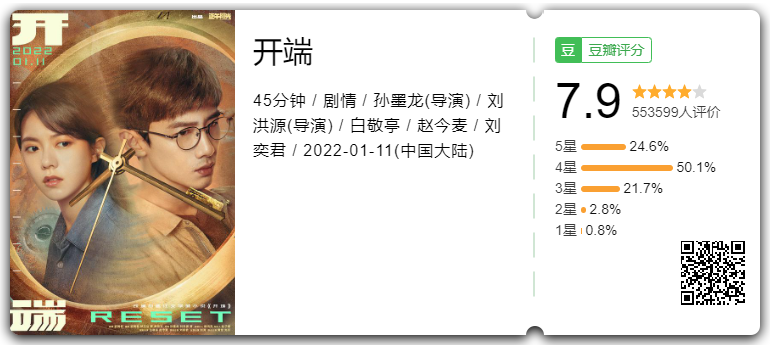 开
2022
01.11
端
RESET
开端
45分钟 / 剧情 / 孙墨龙(导演) / 刘
洪源(导演) / 白敬亭 / 赵今麦 / 刘
奕君 / 2022-01-11(中国大陆)
豆 豆瓣评分
7.9
553599人评价
5星 24.6%
4星 50.1%
3星 21.7%
2星 2.8%
1星 0.8%